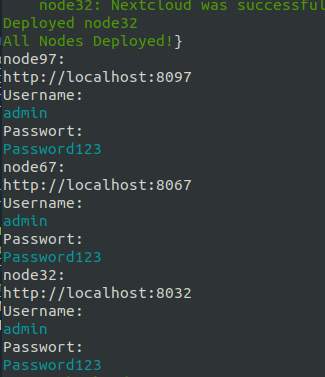 node32: Nextcloud was successful
Deployed node32
All Nodes Deployed!}
node97:
http://localhost:8097
Username:
admin
Passwort:
Password123
node67:
http://localhost:8067
Username:
admin
Passwort:
Password123
node32:
http://localhost:8032
Username:
admin
Passwort:
Password123